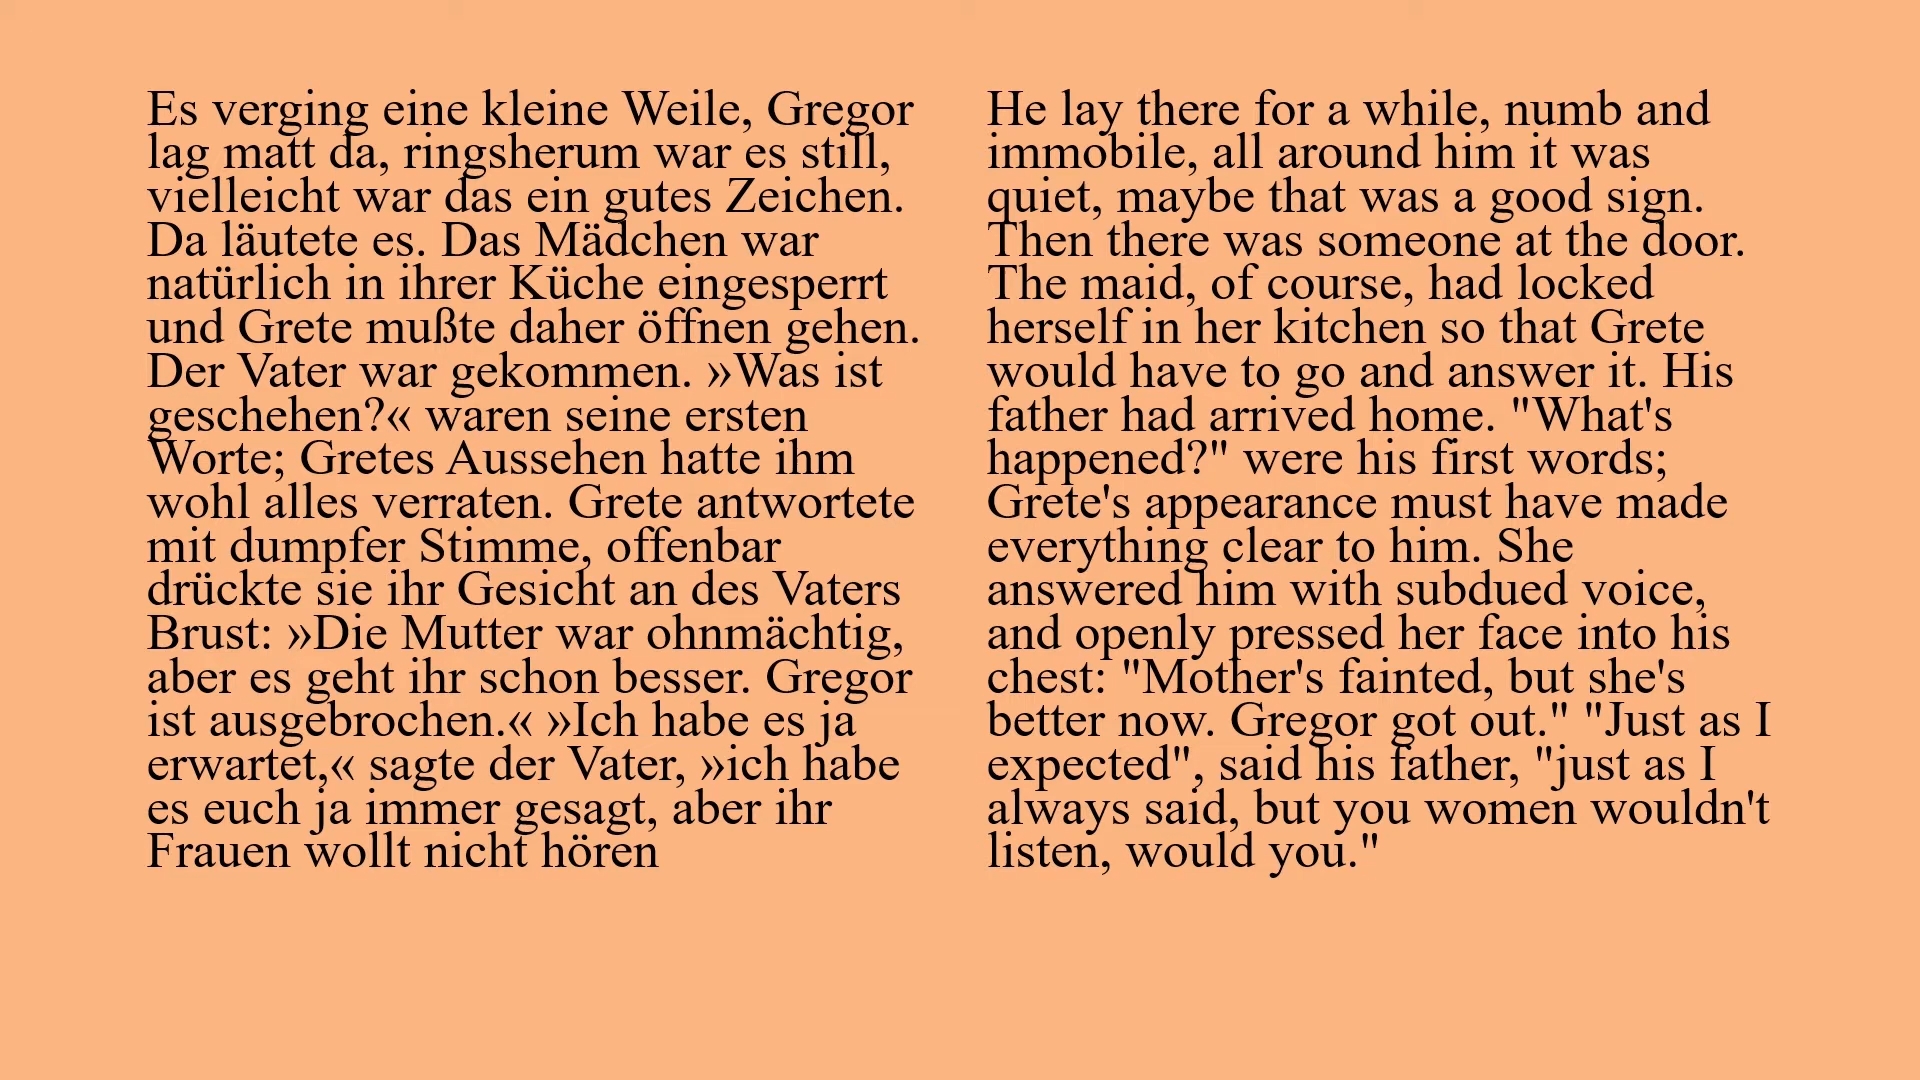 Es verging eine kleine Weile, Gregor
lag matt da, ringsherum war es still,
vielleicht war das ein gutes Zeichen.
Da läutete es. Das Mädchen war
natürlich in ihrer Küche eingesperrt
und Grete mußte daher öffnen gehen.
Der Vater war gekommen. »Was ist
geschehen?« waren seine ersten
Worte; Gretes Aussehen hatte ihm
wohl alles verraten. Grete antwortete
mit dumpfer Stimme, offenbar
drückte sie ihr Gesicht an des Vaters
Brust: »Die Mutter war ohnmächtig,
aber es geht ihr schon besser. Gregor
ist ausgebrochen.« »Ich habe es ja
erwartet,« sagte der Vater, »ich habe
es euch ja immer gesagt, aber ihr
Frauen wollt nicht hören
He lay there for a while, numb and
immobile, all around him it was
quiet, maybe that was a good sign.
Then there was someone at the door.
The maid, of course, had locked
herself in her kitchen so that Grete
would have to go and answer it. His
father had arrived home. "What's
happened?" were his first words;
Grete's appearance must have made
everything clear to him. She
answered him with subdued voice,
and openly pressed her face into his
chest: "Mother's fainted, but she's
better now. Gregor got out." "Just as I
expected", said his father, "just as I
always said, but you women wouldn't
listen, would you."